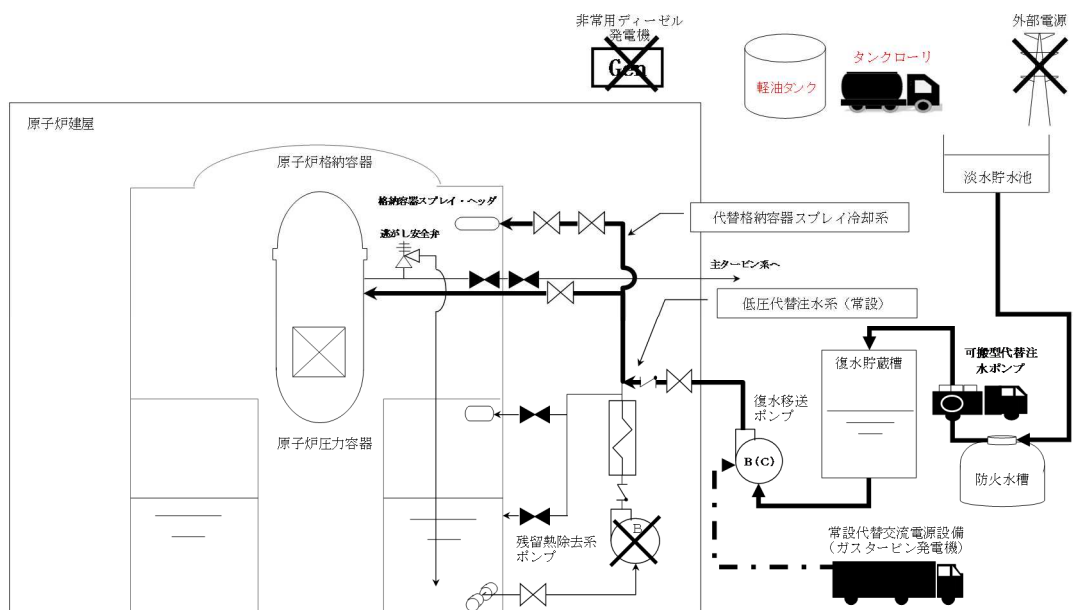 非常用ディーゼル
発電機
Gen
外部電源
タンクローリ
軽油タンク
原子炉建屋
原子炉格納容器
淡水貯水池
格納容器スプレイ・ヘッダ
代替格納容器スプレイ冷却系
逃がし安全弁
主タービン系へ
低圧代替注水系（常設）
可搬型代替注
水ポンプ
復水貯蔵槽
復水移送
ポンプ
原子炉圧力容器
B(C)
防火水槽
B
残留熱除去系
ポンプ
常設代替交流電源設備
（ガスタービン発電機）